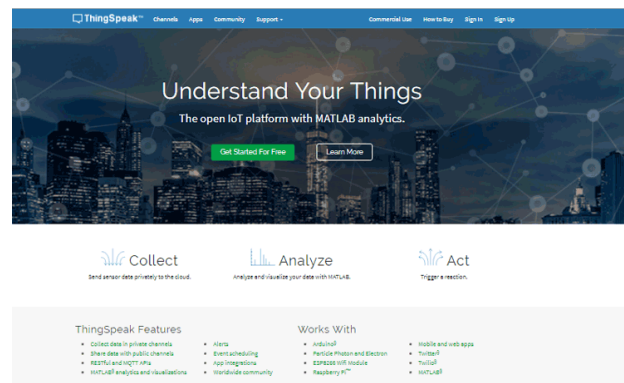 ThingSpeak™ Channels Apps Community Support Commercial Use How to Buy Sign In Sign Up
Understand Your Things
The open IoT platform with MATLAB analytics.
Get Started For Free Learn More
Collect Analyze Act
Send sensor data privately to the cloud. Analyze and visualize your data with MATLAB. Trigger a reaction.
ThingSpeak Features Works With
Collect data in private channels Alerts Arduino® Mobile and web apps
Share data with public channels Event scheduling Particle Photon and Electron Twitter®
RESTful and MQTT APIs App integrations ESP8266 Wifi Module Twilio®
MATLAB® analytics and visualizations Worldwide community Raspberry Pi™ MATLAB®